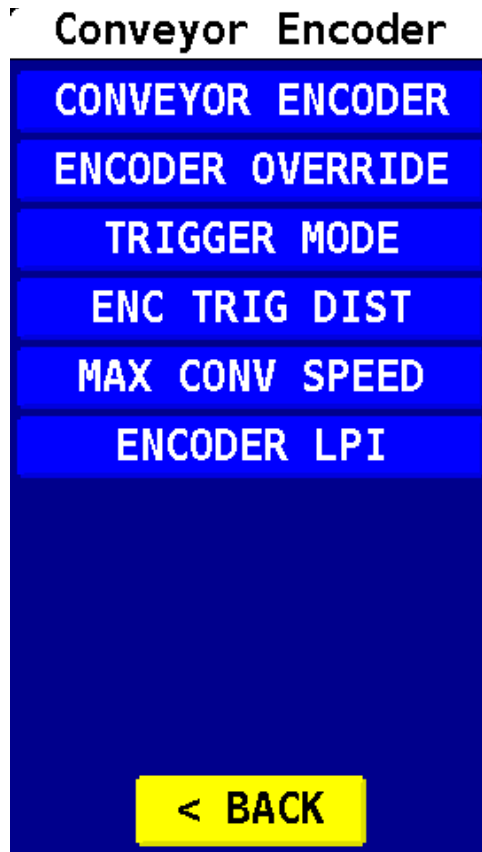 Conveyor Encoder
CONVEYOR ENCODER
ENCODER OVERRIDE
TRIGGER MODE
ENC TRIG DIST
MAX CONV SPEED
ENCODER LPI
< BACK